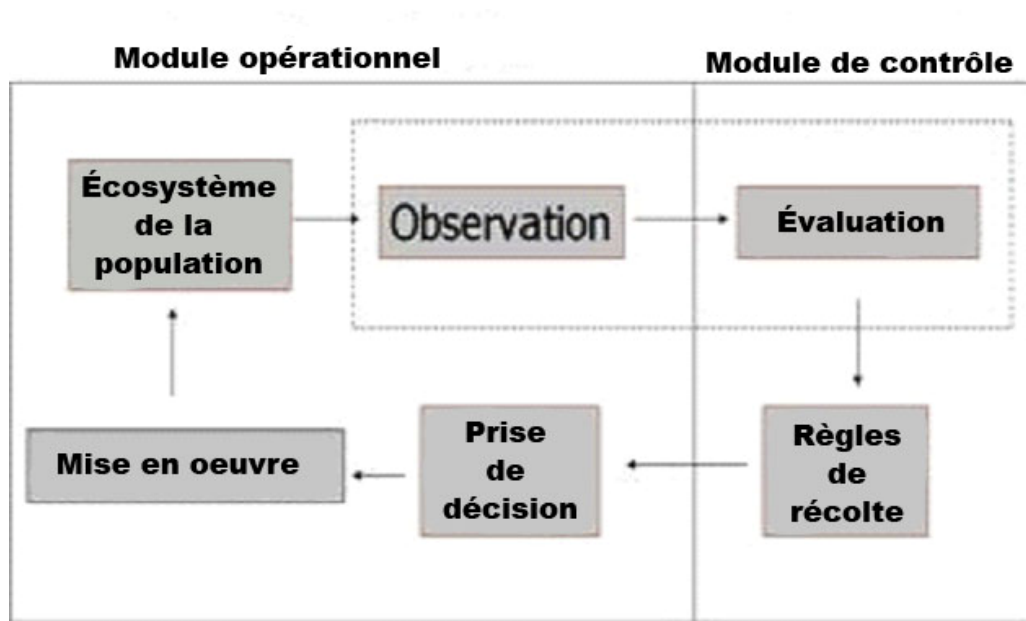 Module opérationnel
Module de contrôle
Écosystème
de la
population
Observation
Évaluation
Mise en oeuvre
Prise
de
décision
Règles
de
récolte